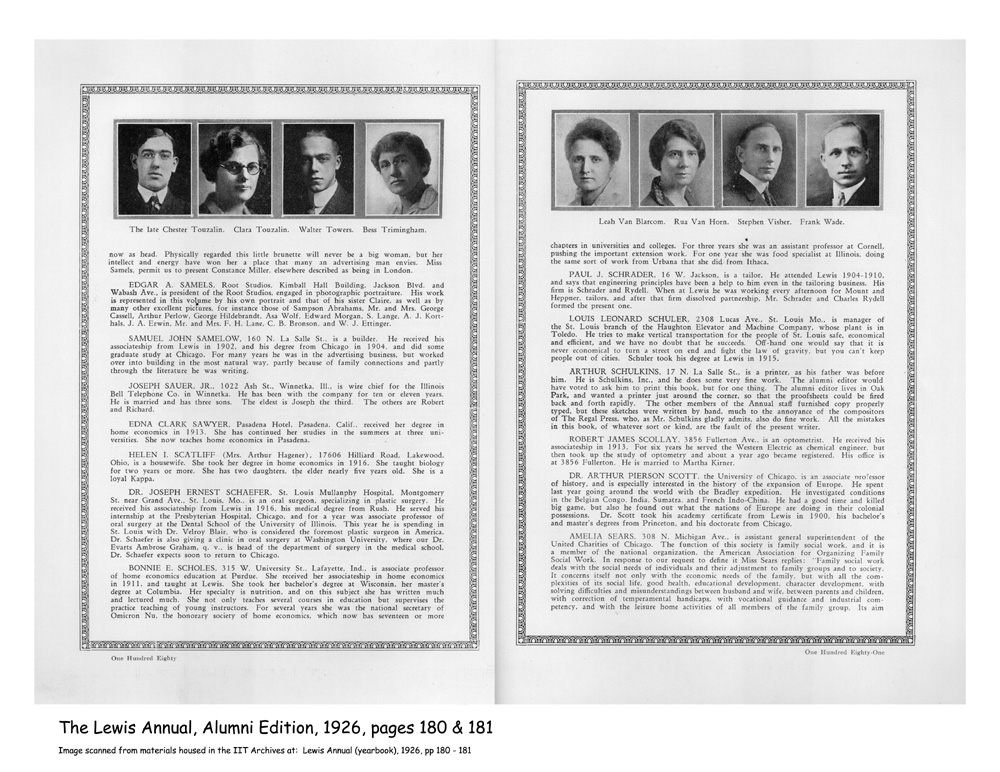 The late Chester Touzalin. Clara Touzalin. Walter Towers. Bess Trimingham.
now as head. Physically regarded this little brunette will never be a big woman, but her
intellect and energy have won her a place that many an advertising man envies. Miss
Samels, permit us to present Constance Miller, elsewhere described as being in London.
EDGAR A. SAMELS, Root Studios, Kimball Hall Building, Jackson Blvd. and
Wabash Ave., is president of the Root Studios, engaged in photographic portraiture. His work
is represented in this volume by his own portrait and that of his sister Claire, as well as by
many other excellent pictures, for instance those of Sampson Abrahams, Mr. and Mrs. George
Cassell, Arthur Perlow, George Hildebrandt, Asa Wolf, Edward Morgan, S. Lange, A. J. Kort-
hals, J. A. Erwin, Mr. and Mrs. F. H. Lane, C. B. Bronson, and W. J. Ettinger.
SAMUEL JOHN SAMELOW, 160 N. La Salle St., is a builder. He received his
associateship from Lewis in 1902, and his degree from Chicago in 1904, and did some
graduate study at Chicago. For many years he was in the advertising business, but worked
over into building in the most natural way, partly because of family connections and partly
through the literature he was writing.
JOSEPH SAUER, JR., 1022 Ash St., Winnetka, Ill., is wire chief for the Illinois
Bell Telephone Co. in Winnetka. He has been with the company for ten or eleven years.
He is married and has three sons. The eldest is Joseph the third. The others are Robert
and Richard.
EDNA CLARK SAWYER, Pasadena Hotel, Pasadena, Calif., received her degree in
home economics in 1913. She has continued her studies in the summers at three uni-
versities. She now teaches home economics in Pasadena.
HELEN I. SCATLIFF (Mrs. Arthur Hagener), 17606 Hilliard Road, Lakewood,
Ohio, is a housewife. She took her degree in home economics in 1916. She taught biology
for two years or more. She has two daughters, the elder nearly five years old. She is a
loyal Kappa.
DR. JOSEPH ERNEST SCHAEFER, St. Louis Mullanphy Hospital, Montgomery
St. near Grand Ave., St. Louis, Mo., is an oral surgeon, specializing in plastic surgery. He
received his associateship from Lewis in 1916, his medical degree from Rush. He served his
internship at the Presbyterian Hospital, Chicago, and for a year was associate professor of
oral surgery at the Dental School of the University of Illinois. This year he is spending in
St. Louis with Dr. Velroy Blair, who is considered the foremost plastic surgeon in America.
Dr. Schaefer is also giving a clinic in oral surgery at Washington University, where our Dr.
Evarts Ambrose Graham, q. v., is head of the department of surgery in the medical school.
Dr. Schaefer expects soon to return to Chicago.
BONNIE E. SCHOLES, 315 W. University St., Lafayette, Ind., is associate professor
of home economics education at Purdue. She received her associateship in home economics
in 1911, and taught at Lewis. She took her bachelor's degree at Wisconsin, her master's
degree at Columbia. Her specialty is nutrition, and on this subject she has written much
and lectured much. She not only teaches several courses in education but supervises the
practice teaching of young instructors. For several years she was the national secretary of
Omicron Nu, the honorary society of home economics, which now has seventeen or more
One Hundred Eighty
Leah Van Blarcom. Rua Van Horn. Stephen Visher. Frank Wade.
chapters in universities and colleges. For three years she was an assistant professor at Cornell,
pushing the important extension work. For one year she was food specialist at Illinois, doing
the same sort of work from Urbana that she did from Ithaca.
PAUL J. SCHRADER, 16 W. Jackson, is a tailor. He attended Lewis 1904-1910,
and says that engineering principles have been a help to him even in the tailoring business. His
firm is Schrader and Rydell. When at Lewis he was working every afternoon for Mount and
Heppner, tailors, and after that firm dissolved partnership, Mr. Schrader and Charles Rydell
formed the present one.
LOUIS LEONARD SCHULER, 2308 Lucas Ave., St. Louis, Mo., is manager of
the St. Louis branch of the Haughton Elevator and Machine Company, whose plant is in
Toledo. He tries to make vertical transportation for the people of St. Louis safe, economical
and efficient, and we have no doubt that he succeeds. Off-hand one would say that it is
never economical to turn a street on end and fight the law of gravity, but you can't keep
people out of cities. Schuler took his degree at Lewis in 1915.
ARTHUR SCHULKINS, 17 N. La Salle St., is a printer, as his father was before
him. He is Schulkins, Inc., and he does some very fine work. The alumni editor would
have voted to ask him to print this book, but for one thing. The alumni editor lives in Oak
Park, and wanted a printer just around the corner, so that the proofsheets could be fired
back and forth rapidly. The other members of the Annual staff furnished copy properly
typed, but these sketches were written by hand, much to the annoyance of the compositors
of The Regal Press, who, as Mr. Schulkins gladly admits, also do fine work. All the mistakes
in this book, of whatever sort or kind, are the fault of the present writer.
ROBERT JAMES SCOLLAY, 3856 Fullerton Ave., is an optometrist. He received his
associateship in 1913. For six years he served the Western Electric as chemical engineer, but
then took up the study of optometry and about a year ago became registered. His office is
at 3856 Fullerton. He is married to Martha Kirner.
DR. ARTHUR PIERSON SCOTT, the University of Chicago, is an associate professor
of history, and is especially interested in the history of the expansion of Europe. He spent
last year going around the world with the Bradley expedition. He investigated conditions
in the Belgian Congo, India, Sumatra, and French Indo-China. He had a good time and killed
big game, but also he found out what the nations of Europe are doing in their colonial
possessions. Dr. Scott took his academy certificate from Lewis in 1900, his bachelor's
and master's degrees from Princeton, and his doctorate from Chicago.
AMELIA SEARS, 308 N. Michigan Ave., is assistant general superintendent of the
United Charities of Chicago. The function of this society is family social work, and it is
a member of the national organization, the American Association for Organizing Family
Social Work. In response to our request to define it Miss Sears replies: "Family social work
deals with the social needs of individuals and their adjustment to family groups and to society.
It concerns itself not only with the economic needs of the family, but with all the com-
plexities of its social life, good health, educational development, character development, with
solving difficulties and misunderstandings between husband and wife, between parents and children,
with correction of temperamental handicaps, with vocational guidance and industrial com-
petency, and with the leisure home activities of all members of the family group. Its aim
One Hundred Eighty-One
The Lewis Annual, Alumni Edition, 1926, pages 180 & 181
Image scanned from materials housed in the IIT Archives at: Lewis Annual (yearbook), 1926, pp 180 - 181